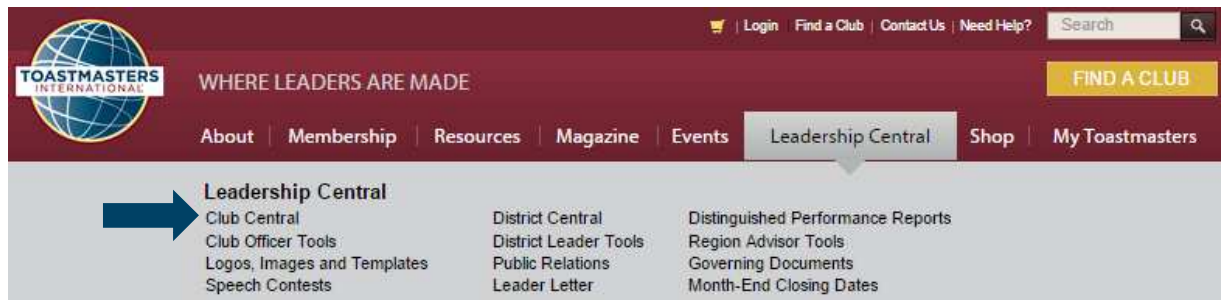 Login | Find a Club | Contact Us | Need Help? Search
TOASTMASTERS
INTERNATIONAL
WHERE LEADERS ARE MADE
FIND A CLUB
About | Membership | Resources | Magazine | Events Leadership Central Shop | My Toastmasters
Leadership Central
Club Central District Central Distinguished Performance Reports
Club Officer Tools District Leader Tools Region Advisor Tools
Logos, Images and Templates Public Relations Governing Documents
Speech Contests Leader Letter Month-End Closing Dates